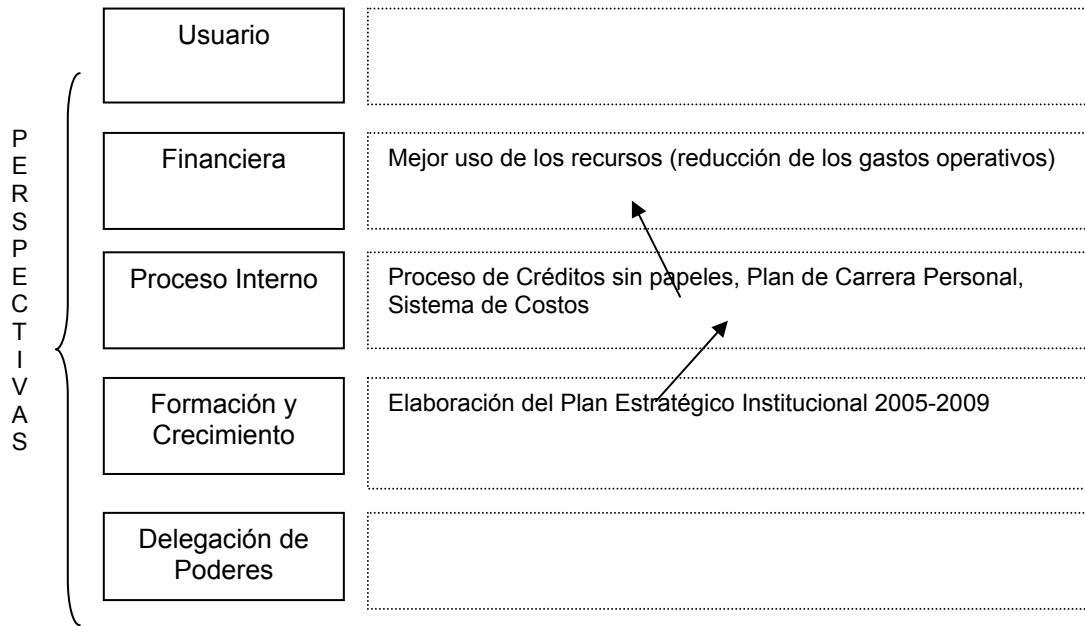 PERSPECTIVAS
Usuario
Financiera
Mejor uso de los recursos (reducción de los gastos operativos)
Proceso Interno
Proceso de Créditos sin papeles, Plan de Carrera Personal,
Sistema de Costos
Formación y
Crecimiento
Elaboración del Plan Estratégico Institucional 2005-2009
Delegación de
Poderes